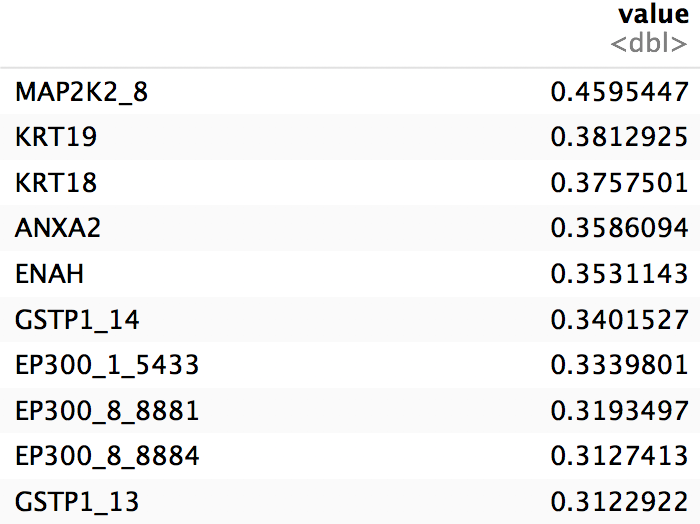 value
<dbl>
MAP2K2_8 0.4595447
KRT19 0.3812925
KRT18 0.3757501
ANXA2 0.3586094
ENAH 0.3531143
GSTP1_14 0.3401527
EP300_1_5433 0.3339801
EP300_8_8881 0.3193497
EP300_8_8884 0.3127413
GSTP1_13 0.3122922